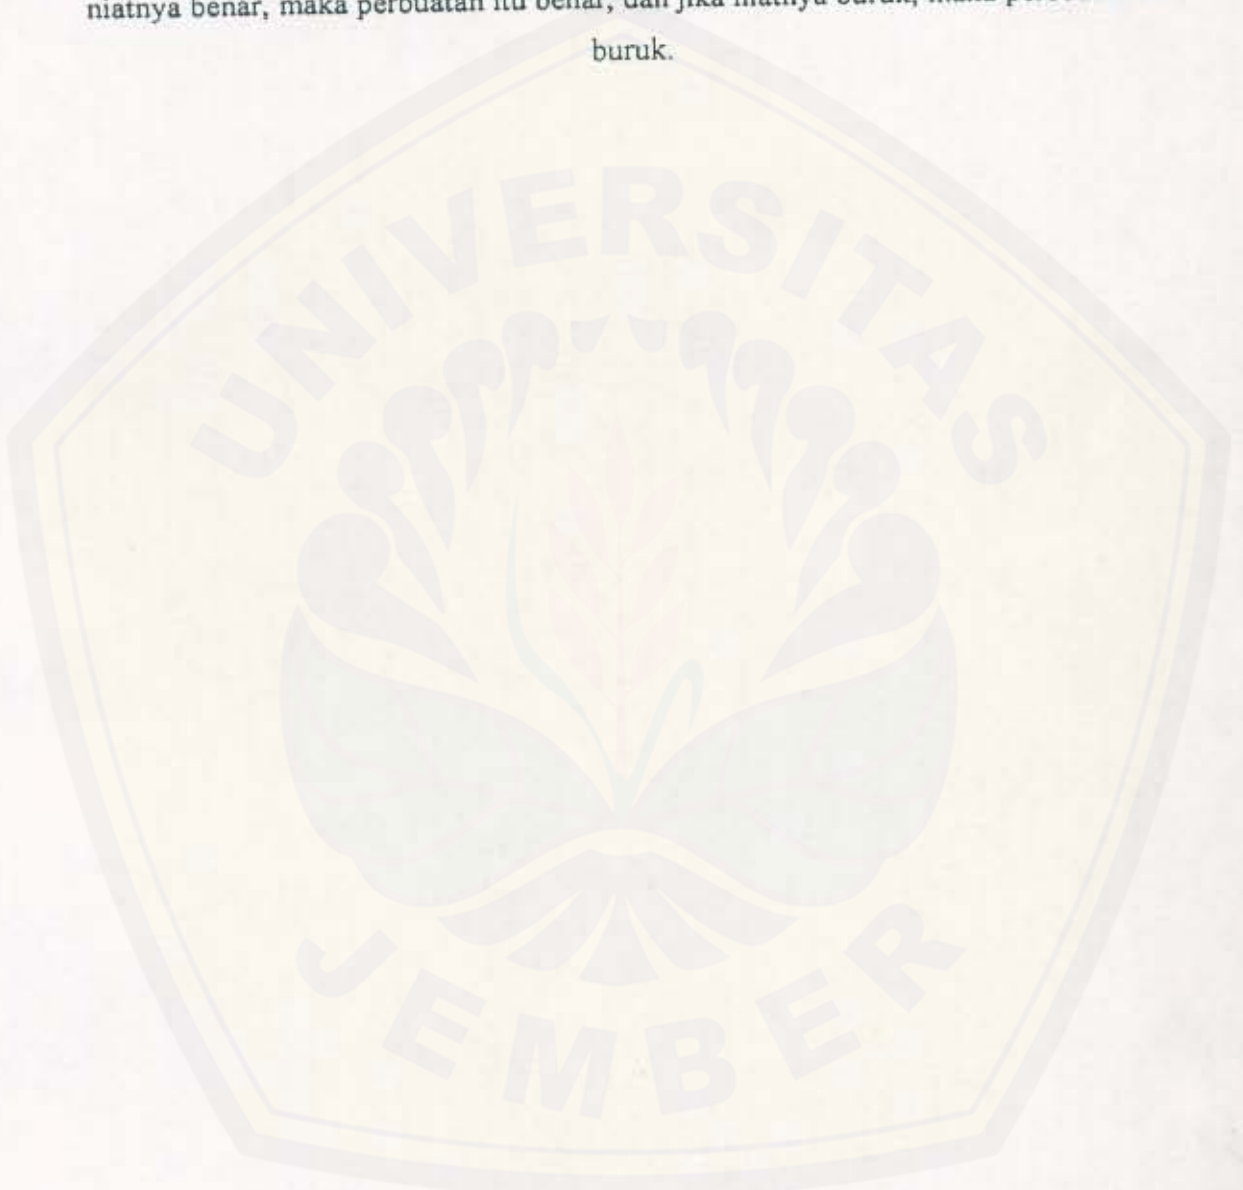 niatnya benar, maka perbuatan itu benar, dan jika niatnya buruk, maka
buruk.
UNIVERSITAS
JEMBER